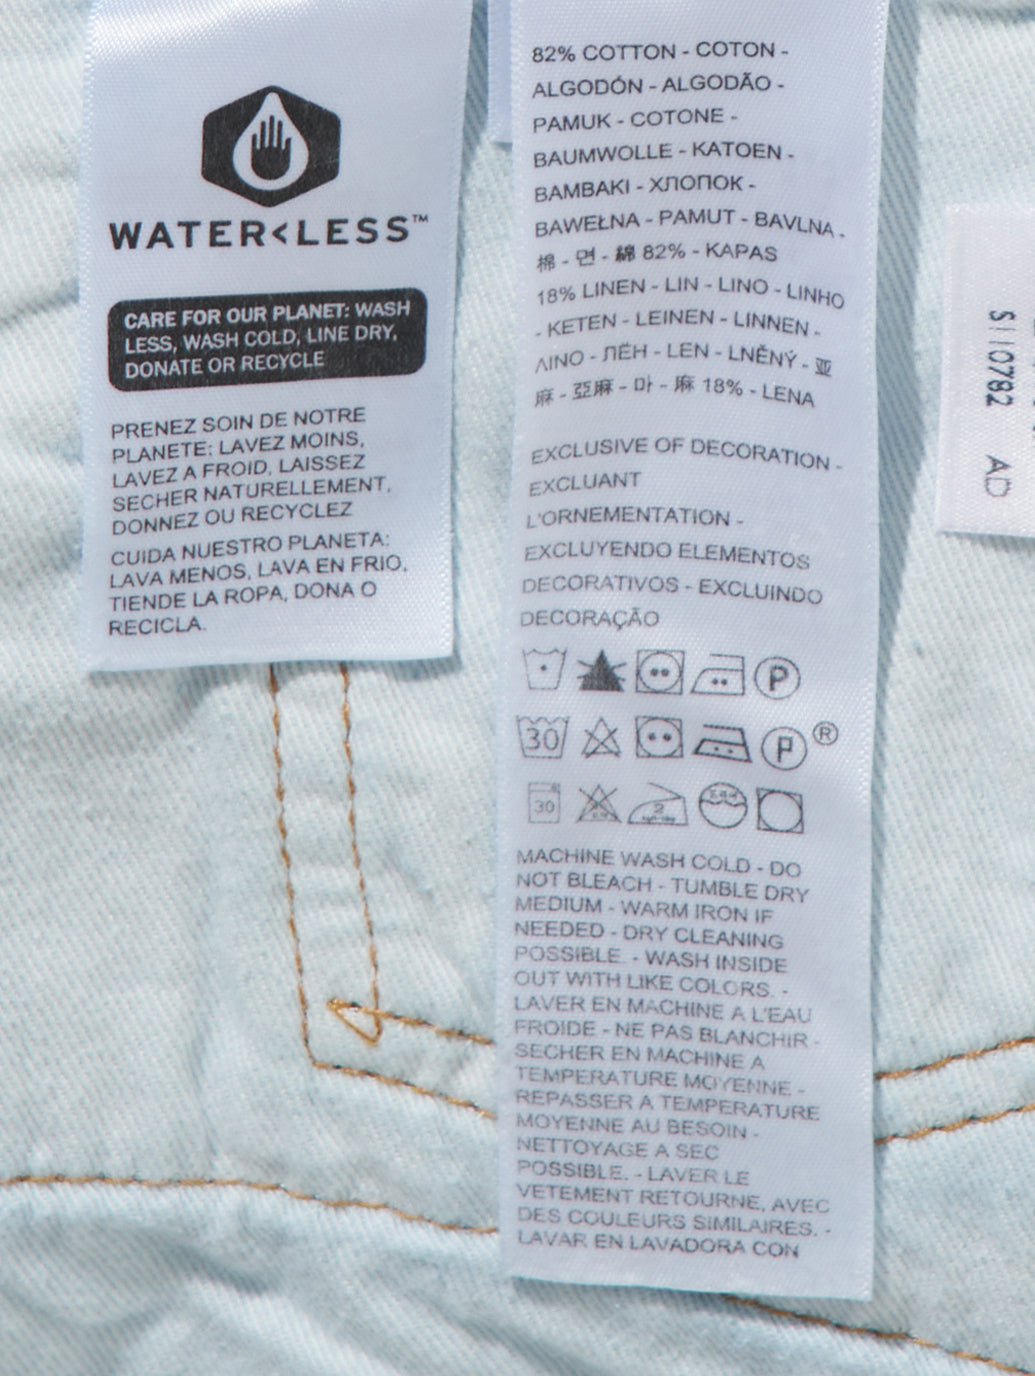 WATER<LESS™
CARE FOR OUR PLANET: WASH
LESS, WASH COLD, LINE DRY,
DONATE OR RECYCLE
PRENEZ SOIN DE NOTRE
PLANETE: LAVEZ MOINS,
LAVEZ A FROID, LAISSEZ
SECHER NATURELLEMENT,
DONNEZ OU RECYCLEZ
CUIDA NUESTRO PLANETA:
LAVA MENOS, LAVA EN FRIO,
TIENDE LA ROPA, DONA O
RECICLA.
82% COTTON - COTON -
ALGODÓN - ALGODÃO -
PAMUK - COTONE -
BAUMWOLLE - KATOEN -
BAMBAKI - ХЛОПОК -
BAWEŁNA - PAMUT - BAVLNA -
棉 - 면 - 綿 82% - KAPAS
18% LINEN - LIN - LINO - LINHO
- KETEN - LEINEN - LINNEN -
ΛΙΝΟ - ЛЁН - LEN - LNĚNÝ - 亚
麻 - 亞麻 - 마 - 麻 18% - LENA
EXCLUSIVE OF DECORATION -
EXCLUANT
L'ORNEMENTATION -
EXCLUYENDO ELEMENTOS
DECORATIVOS - EXCLUINDO
DECORAÇÃO
P
30 P ®
30 2
MACHINE WASH COLD - DO
NOT BLEACH - TUMBLE DRY
MEDIUM - WARM IRON IF
NEEDED - DRY CLEANING
POSSIBLE. - WASH INSIDE
OUT WITH LIKE COLORS. -
LAVER EN MACHINE A L'EAU
FROIDE - NE PAS BLANCHIR -
SECHER EN MACHINE A
TEMPERATURE MOYENNE -
REPASSER A TEMPERATURE
MOYENNE AU BESOIN -
NETTOYAGE A SEC
POSSIBLE. - LAVER LE
VETEMENT RETOURNE, AVEC
DES COULEURS SIMILAIRES. -
LAVAR EN LAVADORA CON
SI10782 AD